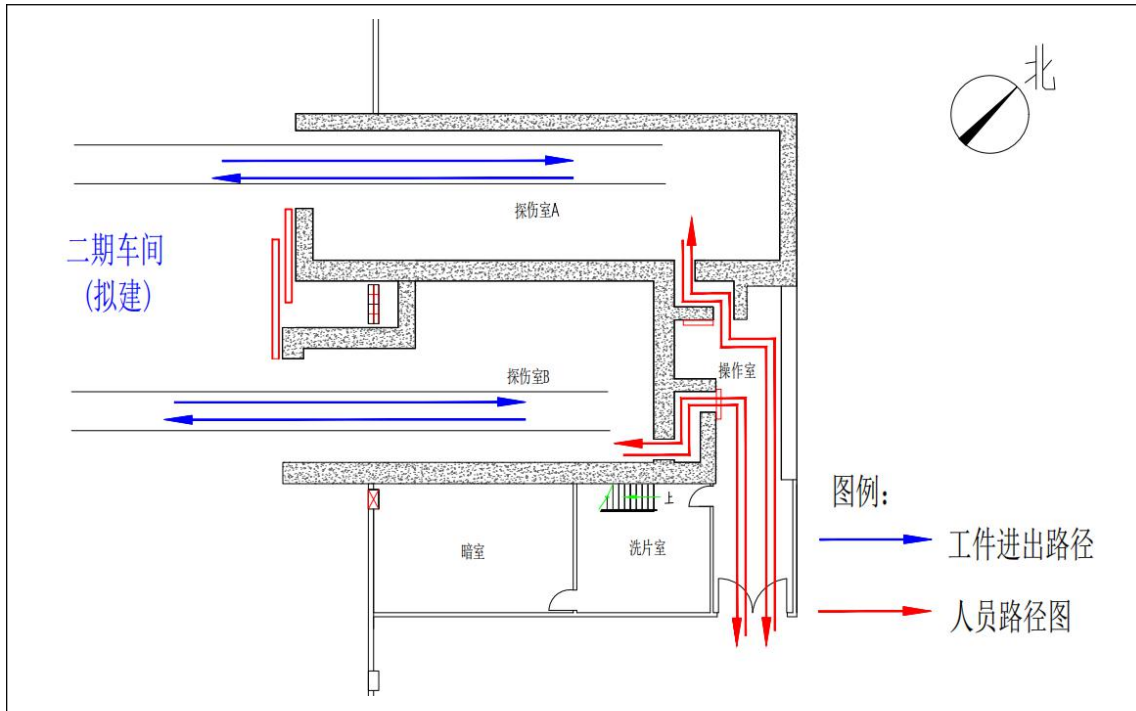 北
探伤室A
二期车间
(拟建)
操作室
探伤室B
图例：
上
工件进出路径
暗室
洗片室
人员路径图